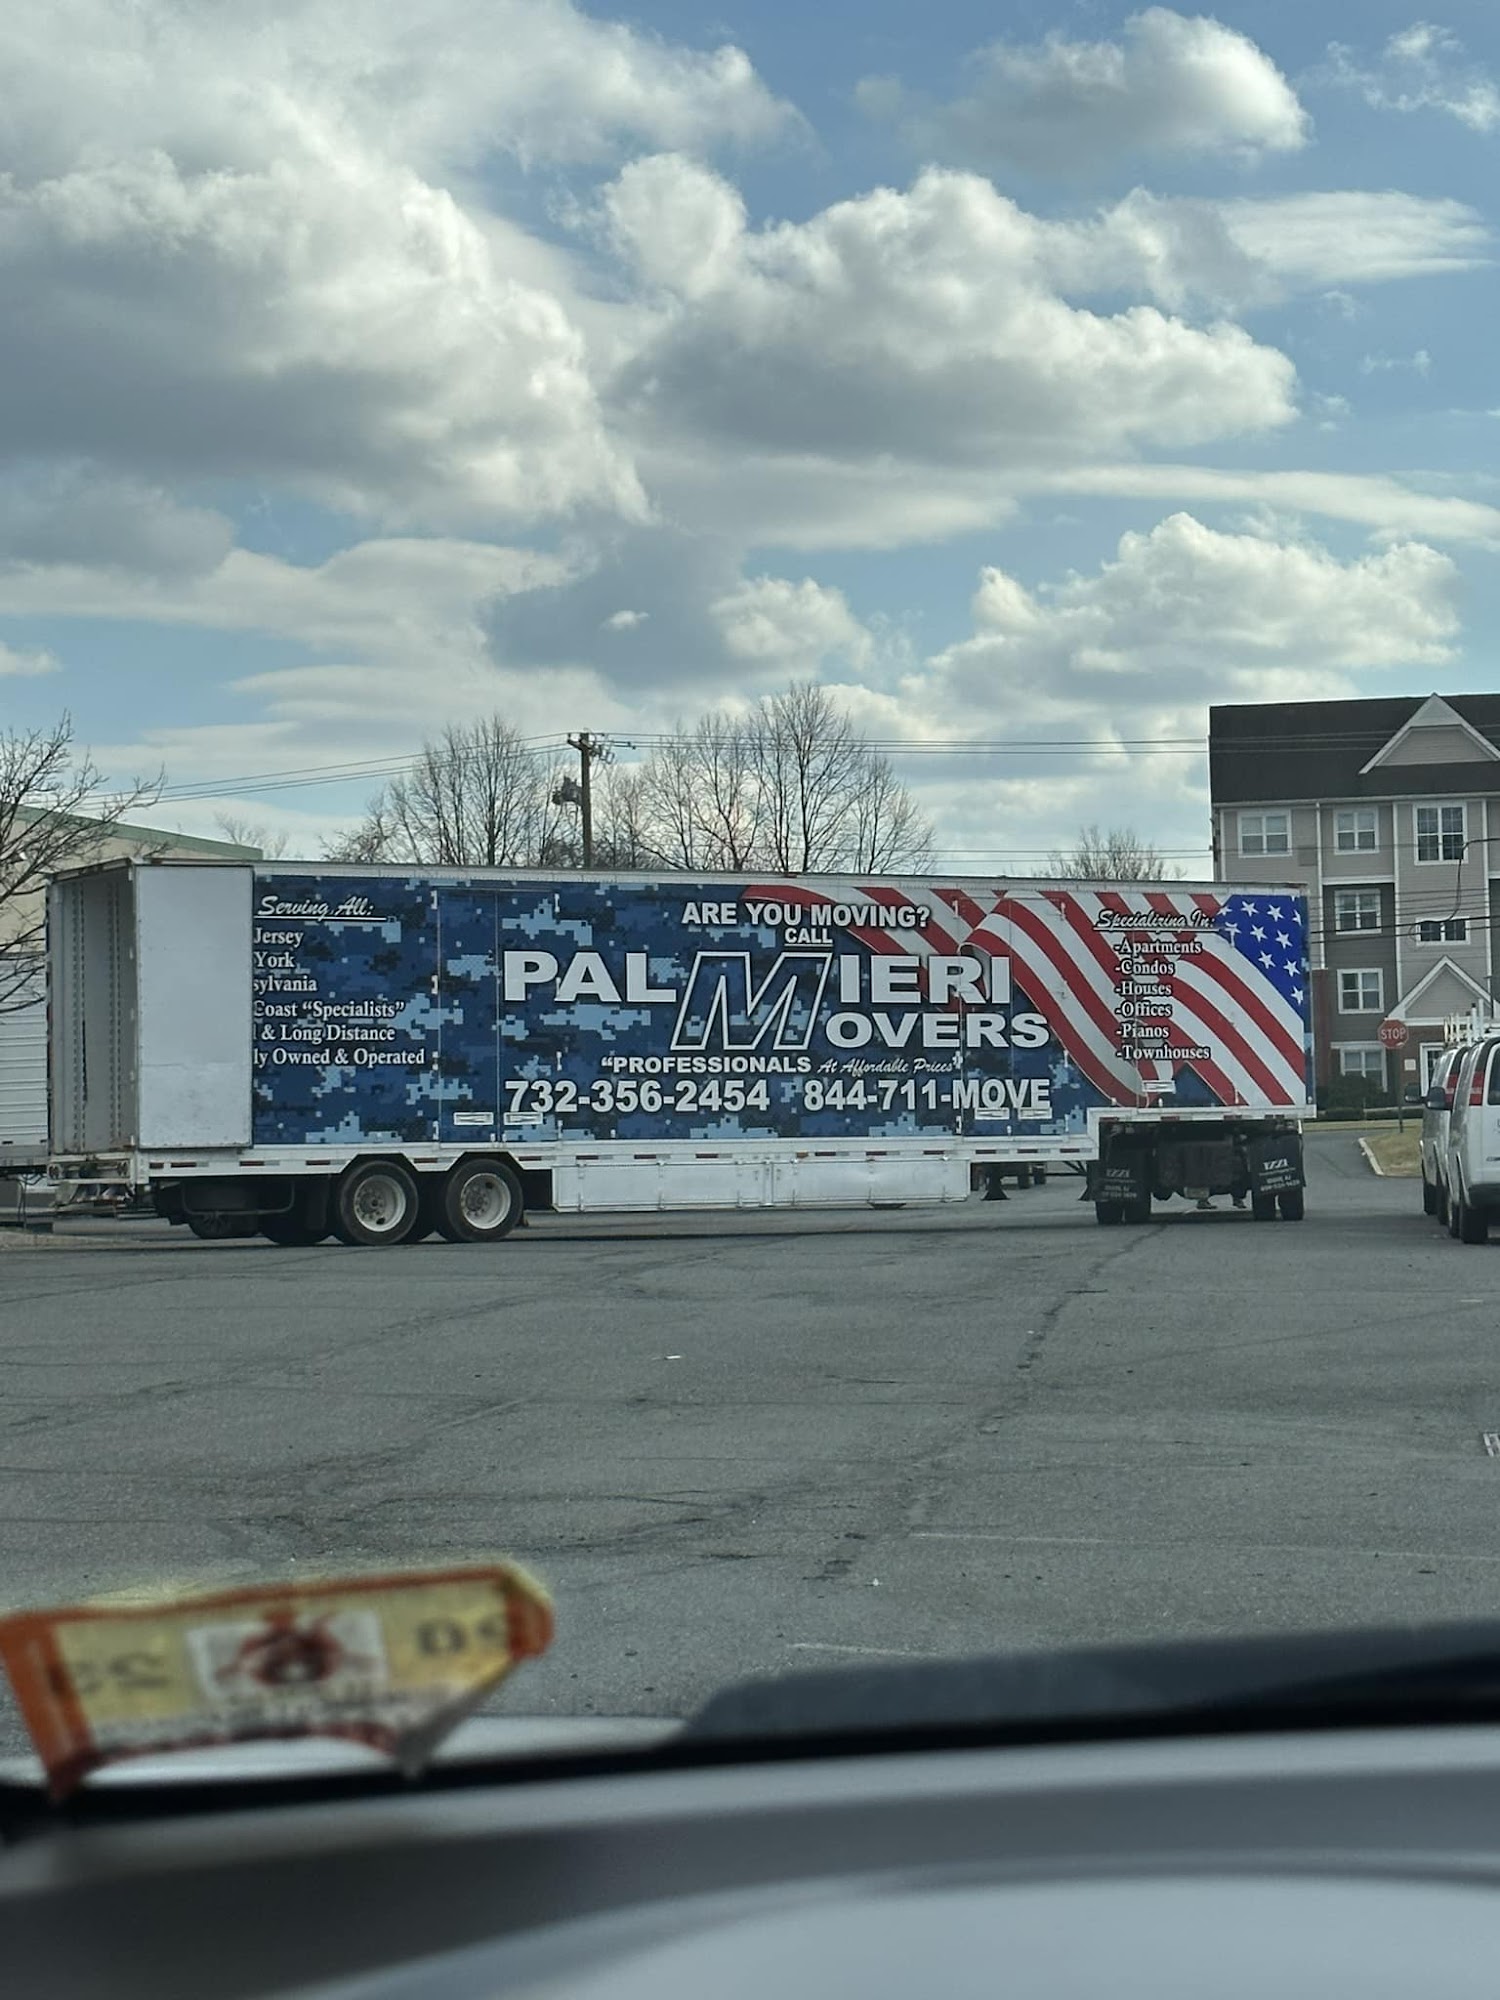 Serving All:
Jersey
York
sylvania
Coast "Specialists"
l & Long Distance
ly Owned & Operated
ARE YOU MOVING?
CALL
PALMIERI
MOVERS
"PROFESSIONALS At Affordable Prices"
732-356-2454 844-711-MOVE
Specializing In:
-Apartments
-Condos
-Houses
-Offices
-Pianos
-Townhouses
STOP